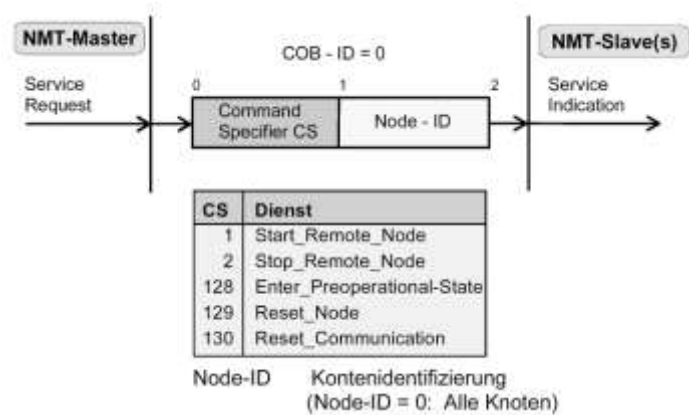 NMT-Master
NMT-Slave(s)
COB - ID = 0
Service
Request
Service
Indication
0
1
2
Command
Specifier CS
Node - ID
CS Dienst
1 Start_Remote_Node
2 Stop_Remote_Node
128 Enter_Preoperational-State
129 Reset_Node
130 Reset_Communication
Node-ID Kontenidentifizierung
(Node-ID = 0: Alle Knoten)